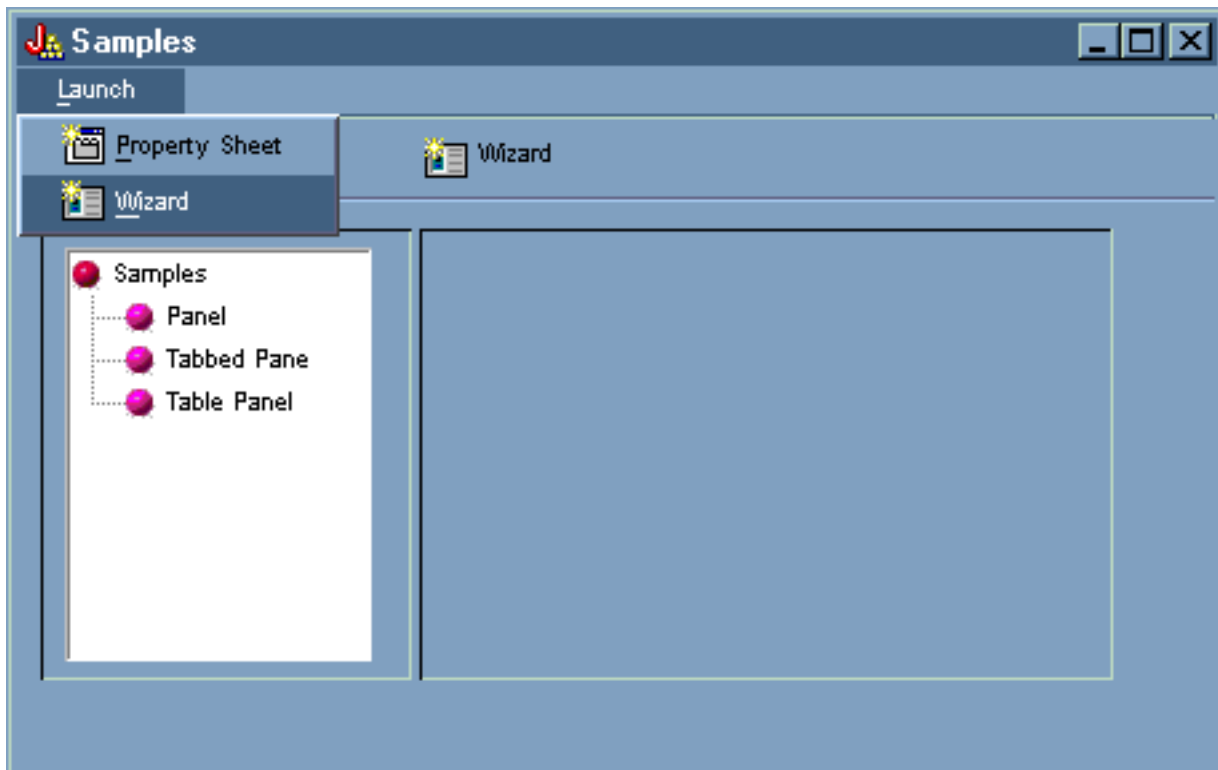 Samples
Launch
Property Sheet
Wizard
Wizard
Samples
Panel
Tabbed Pane
Table Panel